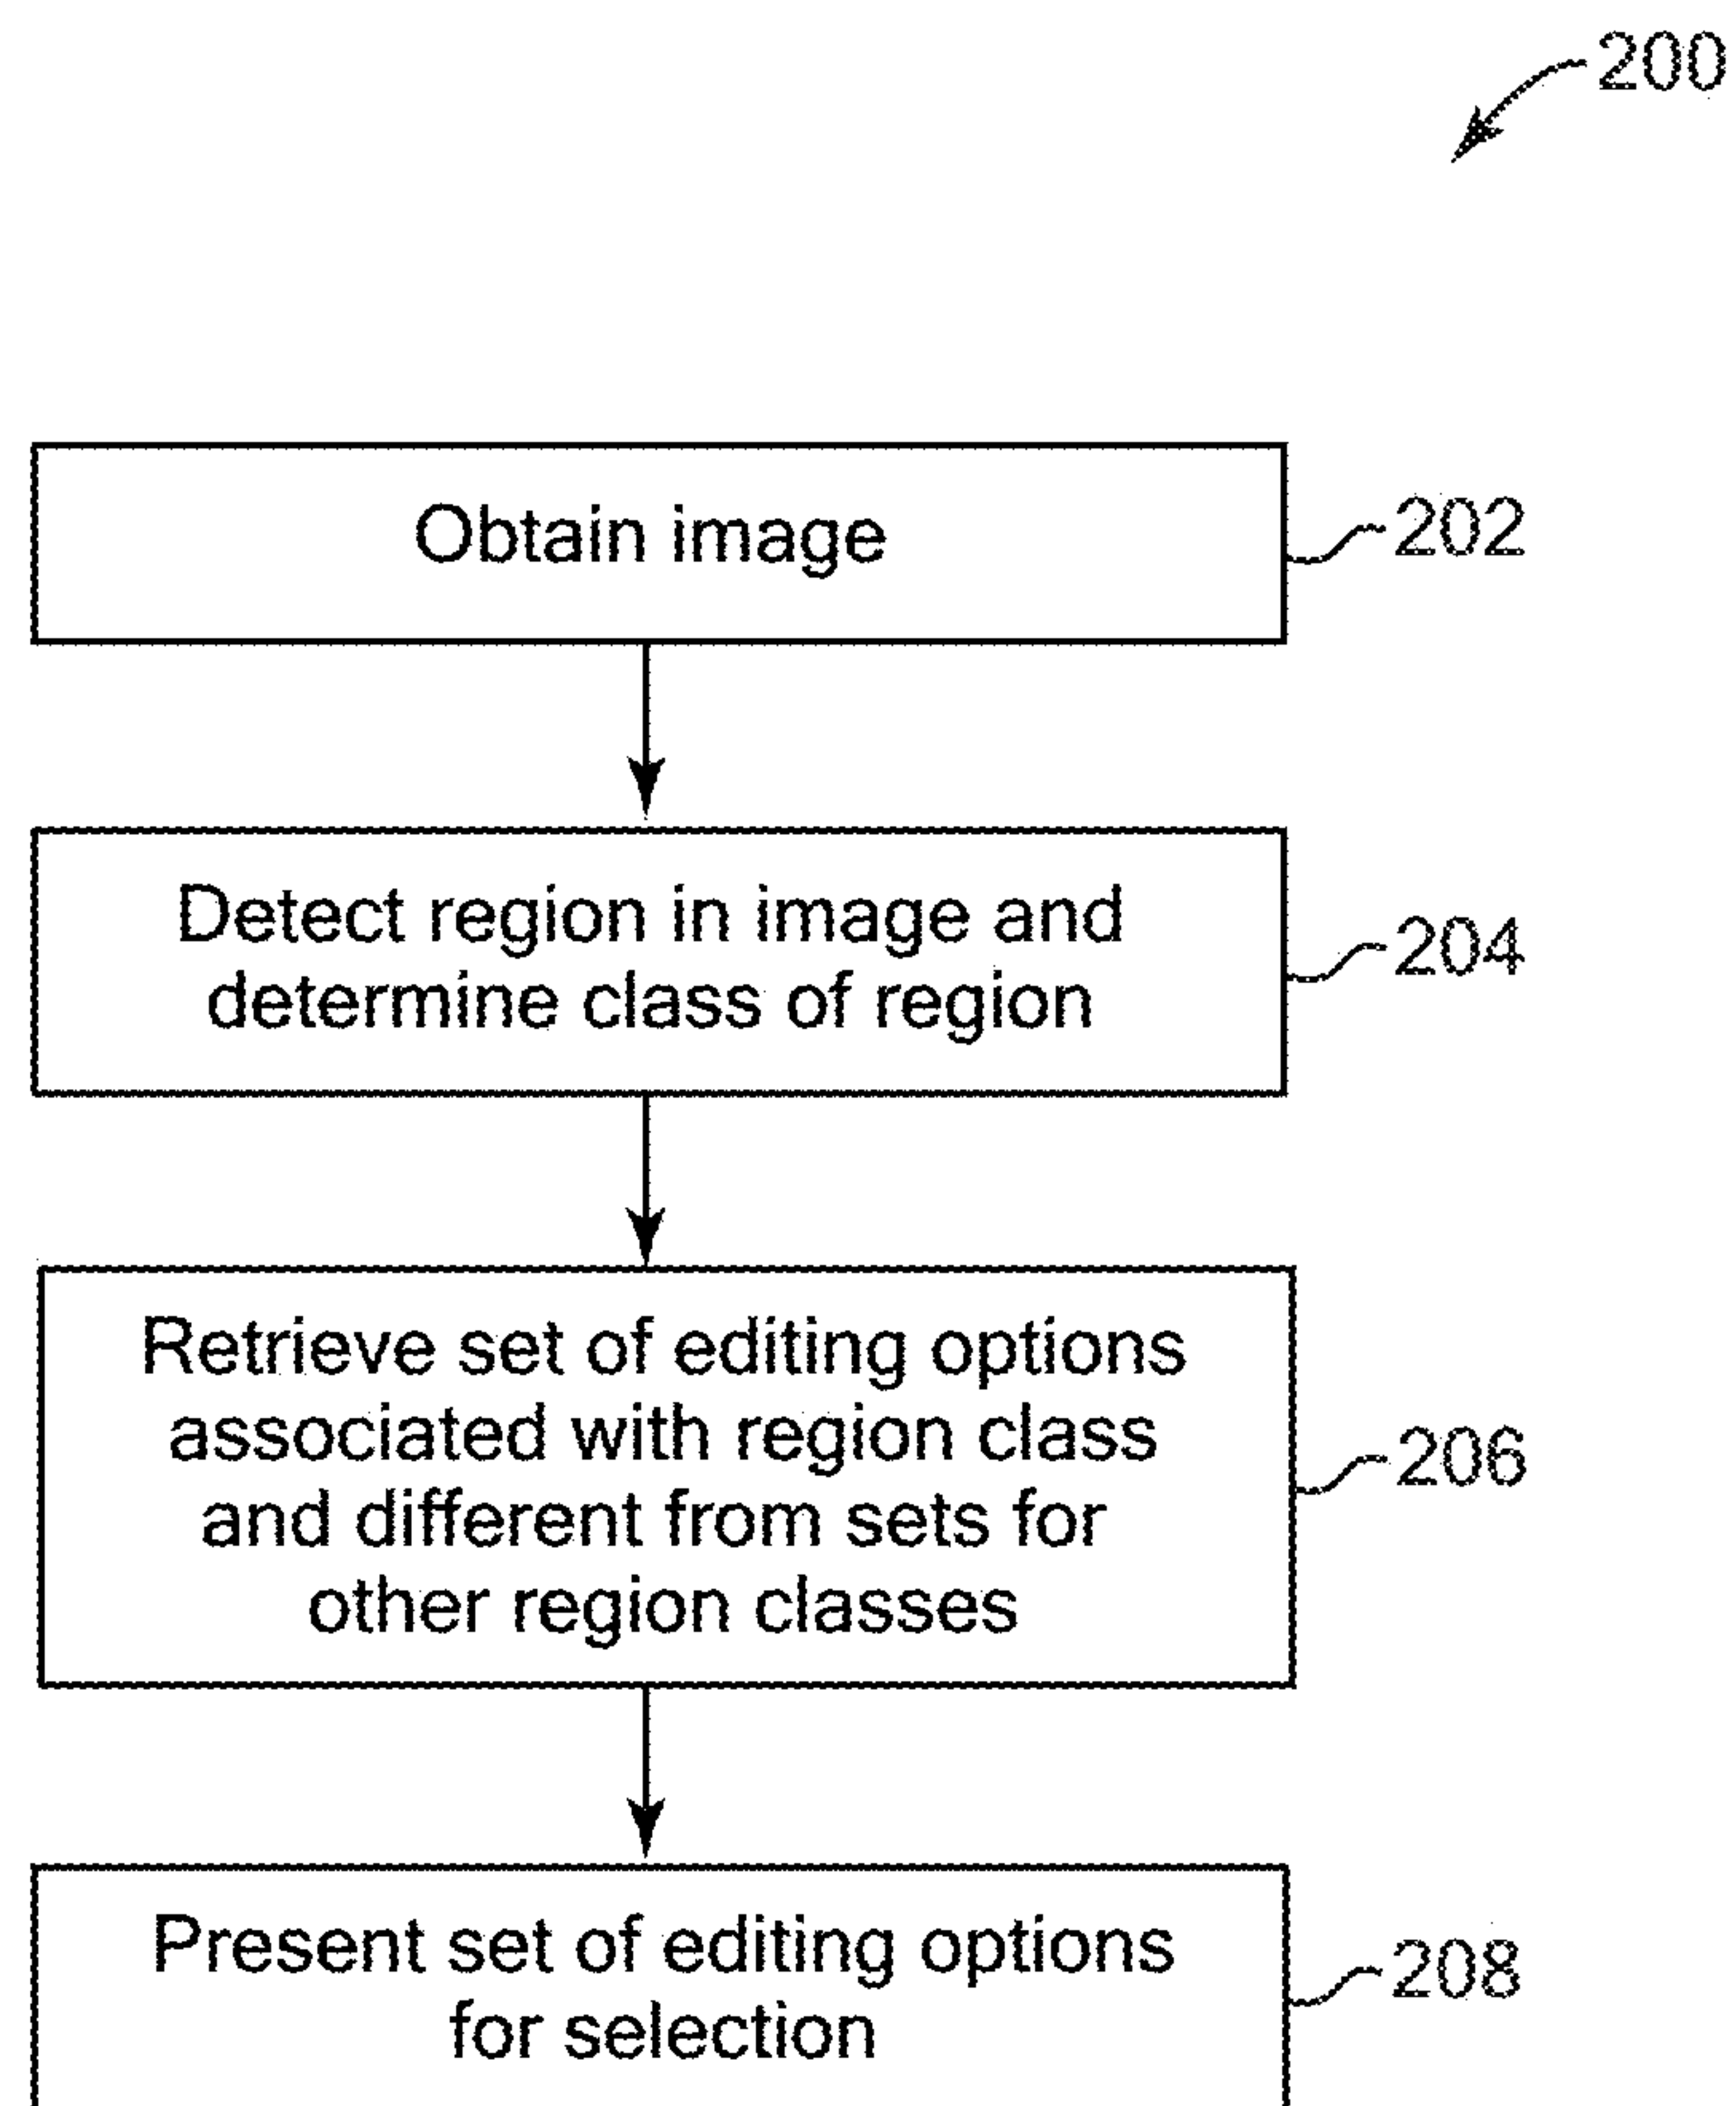 200
Obtain image
202
Detect region in image and
determine class of region
204
Retrieve set of editing options
associated with region class
and different from sets for
other region classes
206
Present set of editing options
for selection
208